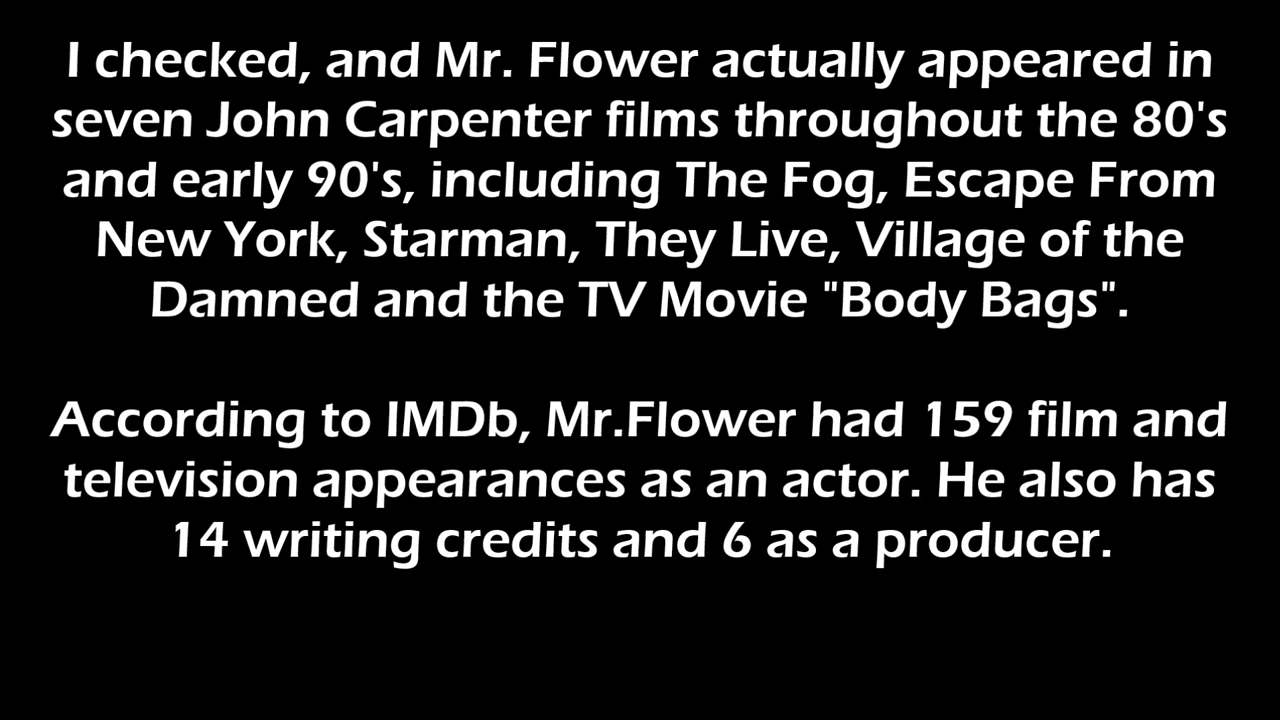 I checked, and Mr. Flower actually appeared in
seven John Carpenter films throughout the 80's
and early 90's, including The Fog, Escape From
New York, Starman, They Live, Village of the
Damned and the TV Movie "Body Bags".
According to IMDb, Mr.Flower had 159 film and
television appearances as an actor. He also has
14 writing credits and 6 as a producer.